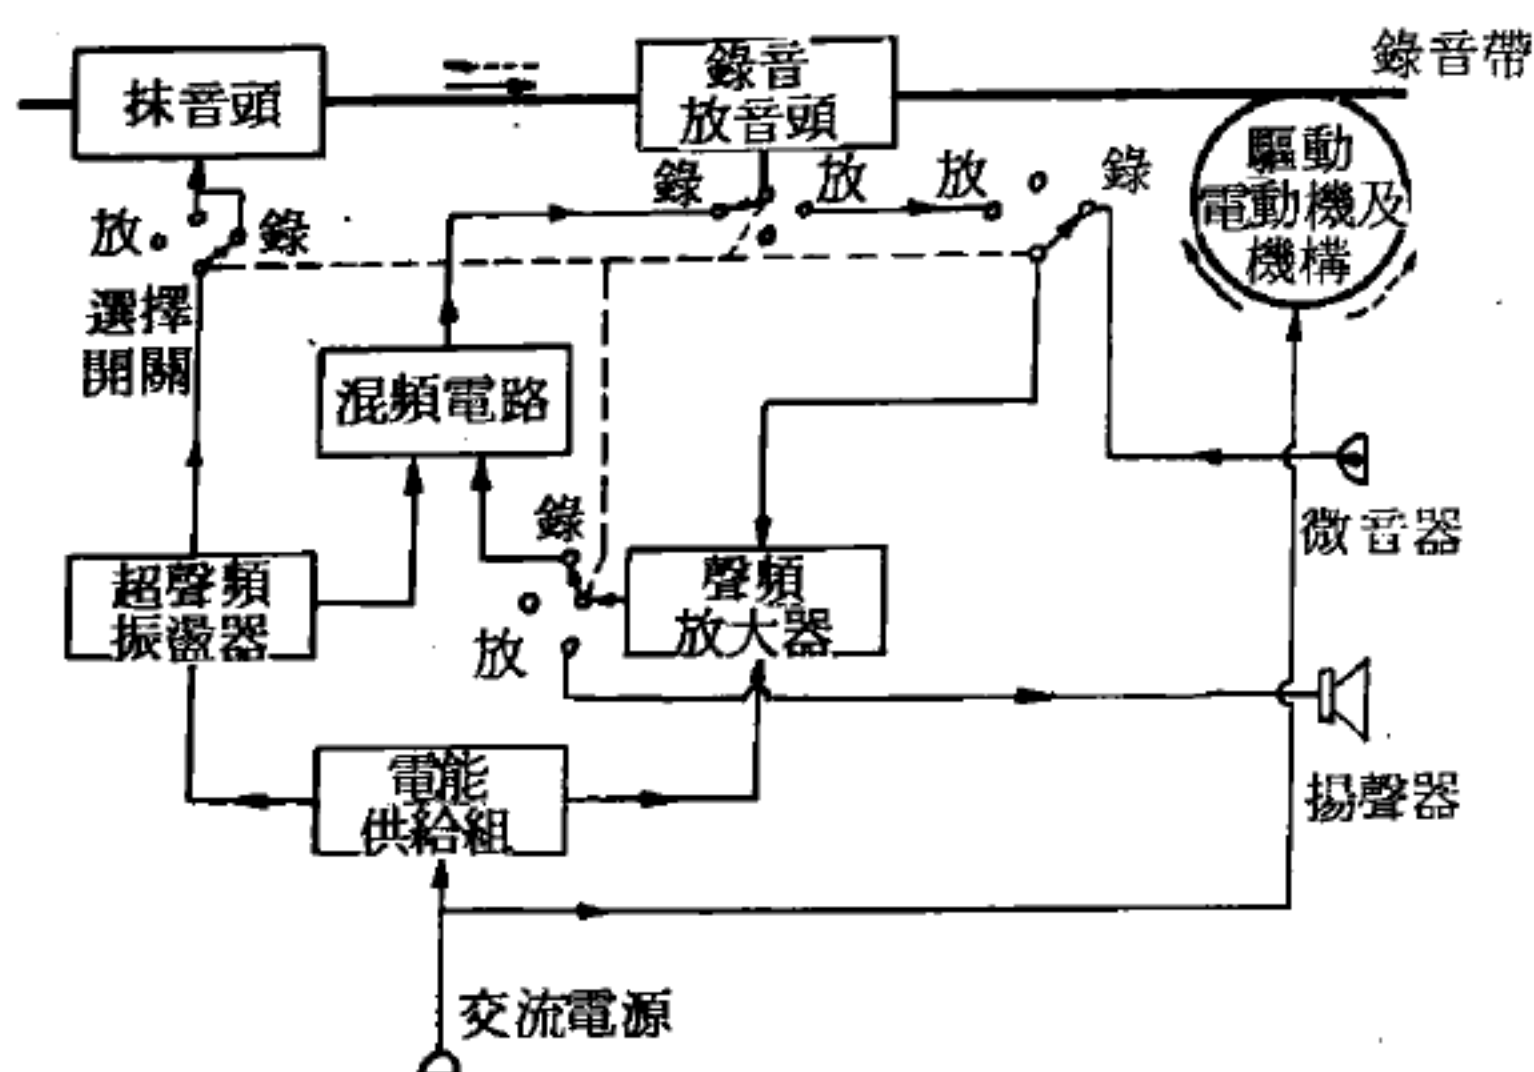 錄音帶
抹音頭
錄音
放音頭
驅動
電動機及
機構
錄
放
放
錄
放
錄
選擇
開關
混頻電路
微音器
錄
放
超聲頻
振盪器
聲頻
放大器
電能
供給組
揚聲器
交流電源